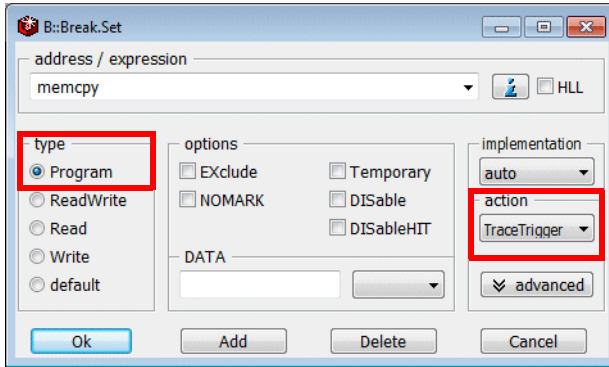 B::Break.Set
address / expression
memcpy
i
HLL
type
options
implementation
Program
EXclude
Temporary
auto
ReadWrite
NOMARK
DISable
action
Read
DISableHIT
TraceTrigger
Write
DATA
default
advanced
Ok
Add
Delete
Cancel